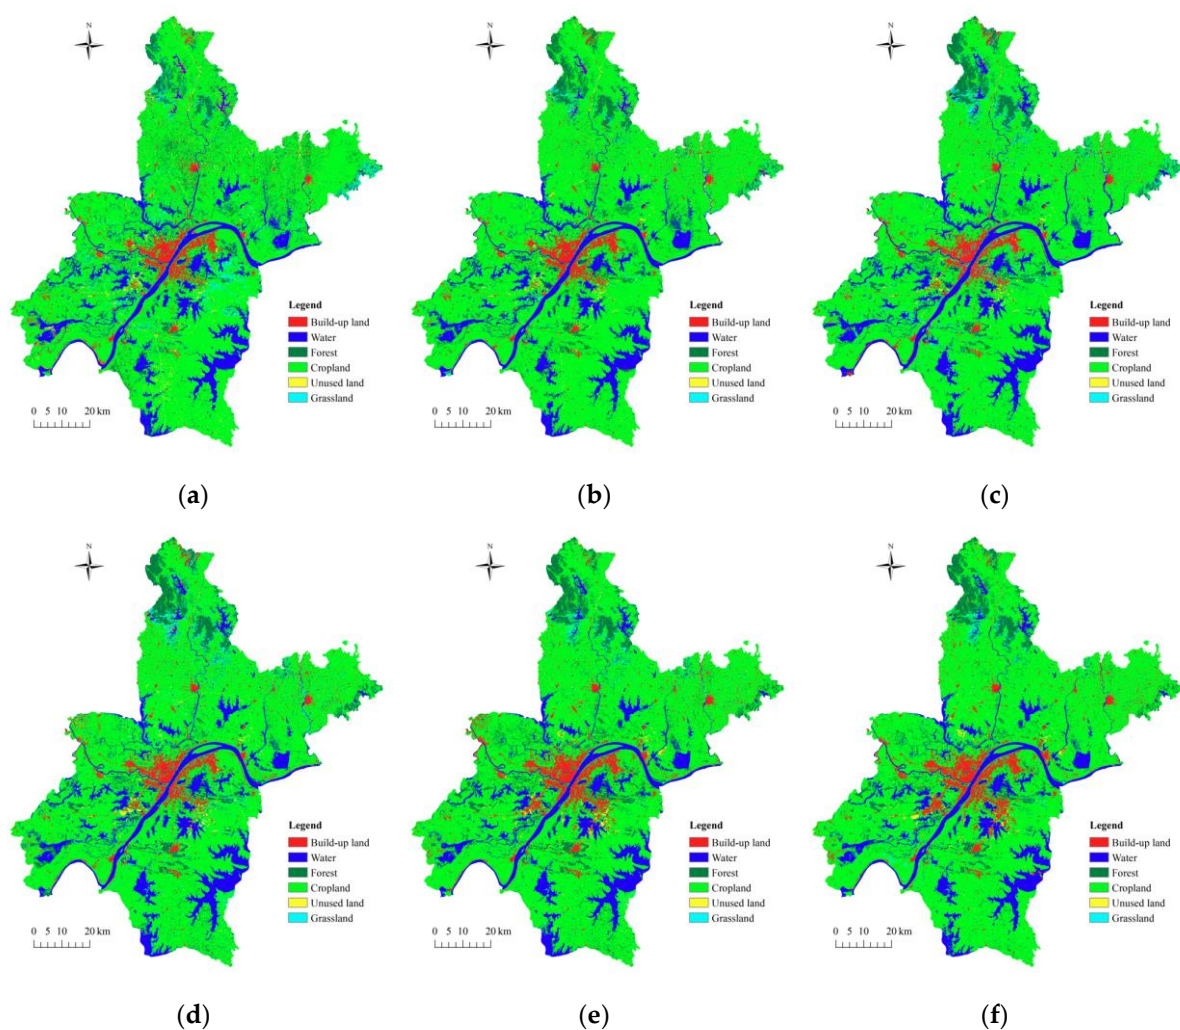 N
Legend
Build-up land
Water
Forest
Cropland
Unused land
Grassland
0 5 10 20 km
(a)
N
Legend
Build-up land
Water
Forest
Cropland
Unused land
Grassland
0 5 10 20 km
(b)
N
Legend
Build-up land
Water
Forest
Cropland
Unused land
Grassland
0 5 10 20 km
(c)
N
Legend
Build-up land
Water
Forest
Cropland
Unused land
Grassland
0 5 10 20 km
(d)
N
Legend
Build-up land
Water
Forest
Cropland
Unused land
Grassland
0 5 10 20 km
(e)
N
Legend
Build-up land
Water
Forest
Cropland
Unused land
Grassland
0 5 10 20 km
(f)